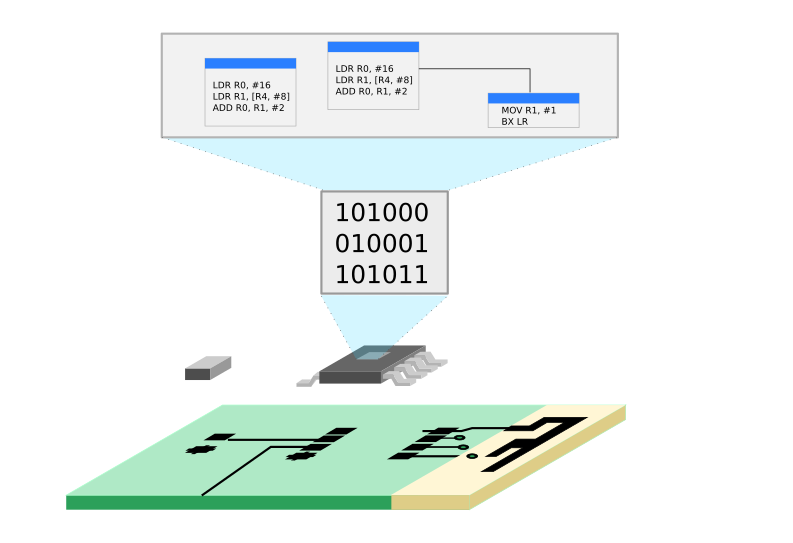 LDR R0, #16
LDR R1, [R4, #8]
ADD R0, R1, #2
LDR R0, #16
LDR R1, [R4, #8]
ADD R0, R1, #2
MOV R1, #1
BX LR
101000
010001
101011